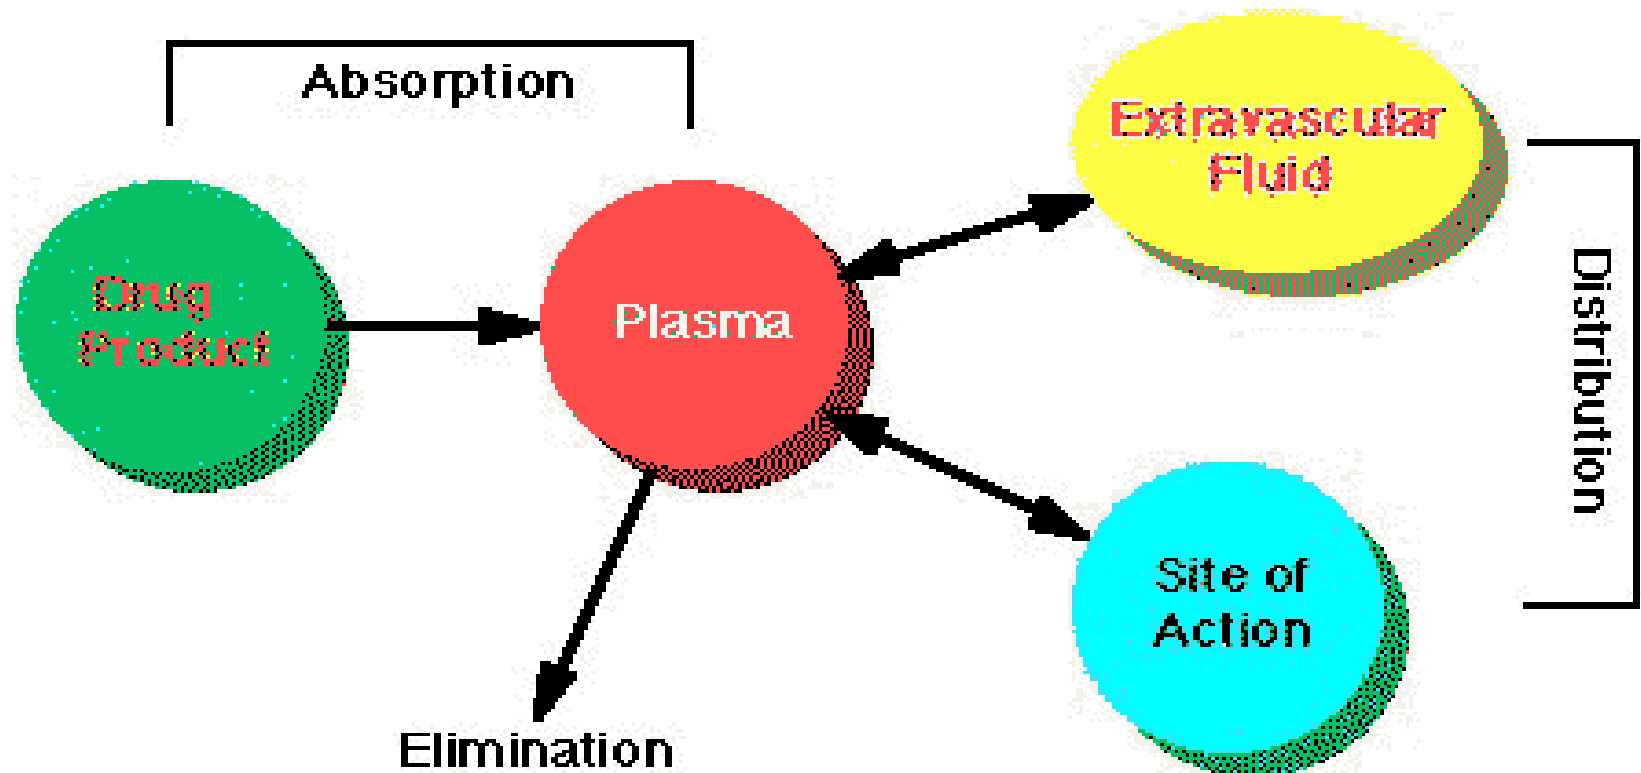 Absorption
Extravascular
Fluid
Drug
Product
Plasma
Distribution
Site of
Action
Elimination